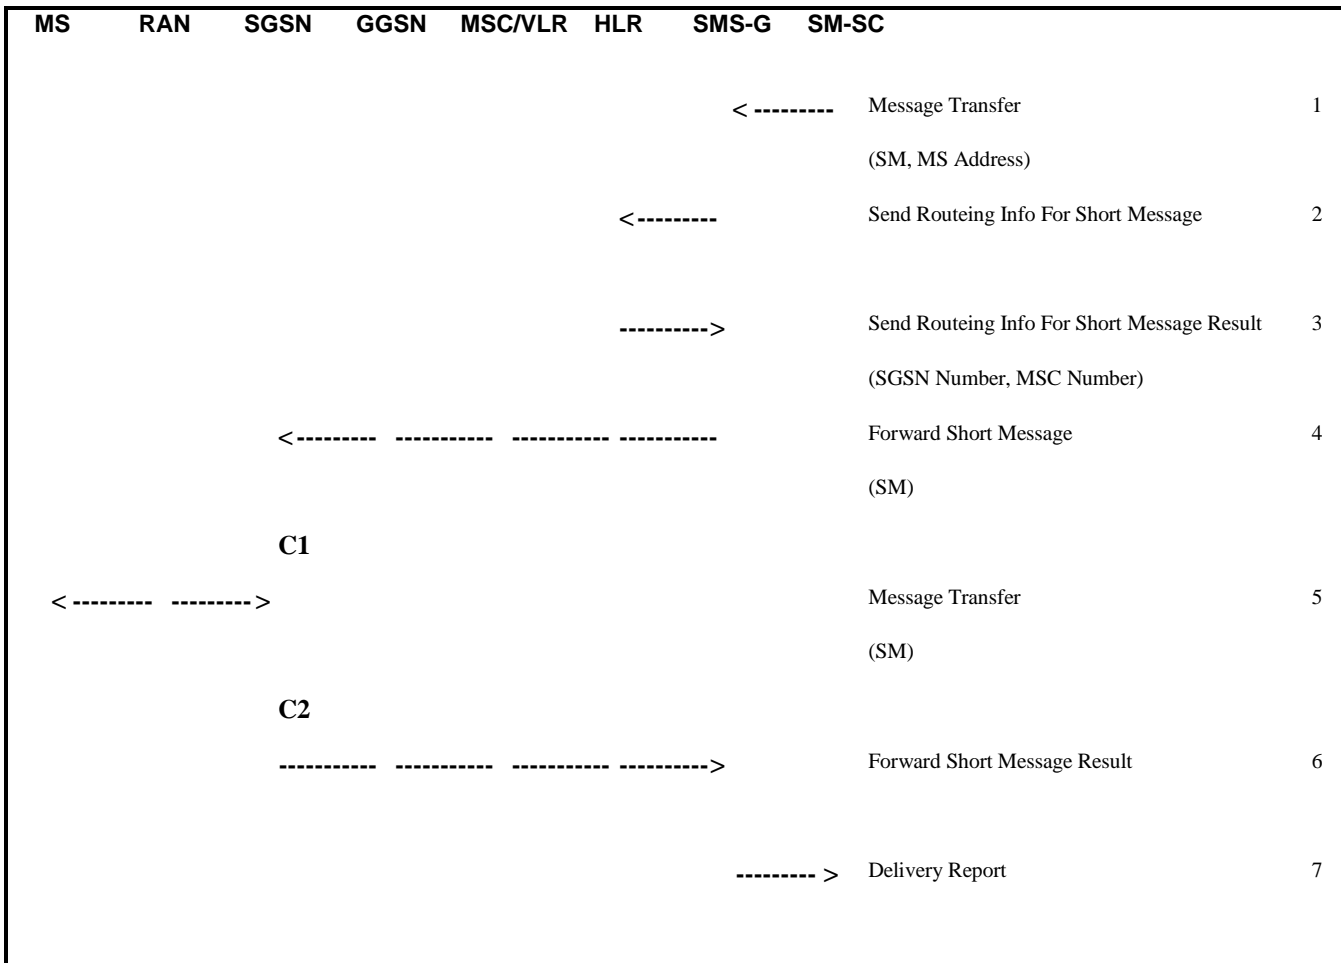 MS RAN SGSN GGSN MSC/VLR HLR SMS-G SM-SC
< --------- Message Transfer 1
(SM, MS Address)
<--------- Send Routeing Info For Short Message 2
----------> Send Routeing Info For Short Message Result 3
(SGSN Number, MSC Number)
<--------- ----------- ----------- ----------- Forward Short Message 4
(SM)
C1
< --------- ---------> Message Transfer 5
(SM)
C2
----------- ----------- ----------- ----------> Forward Short Message Result 6
--------- > Delivery Report 7